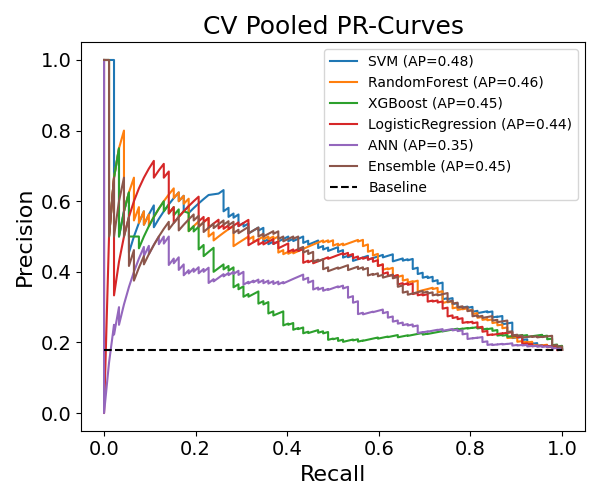 CV Pooled PR-Curves
SVM (AP=0.48)
RandomForest (AP=0.46)
XGBoost (AP=0.45)
LogisticRegression (AP=0.44)
ANN (AP=0.35)
Ensemble (AP=0.45)
Baseline
Precision
1.0
0.8
0.6
0.4
0.2
0.0
0.0 0.2 0.4 0.6 0.8 1.0
Recall